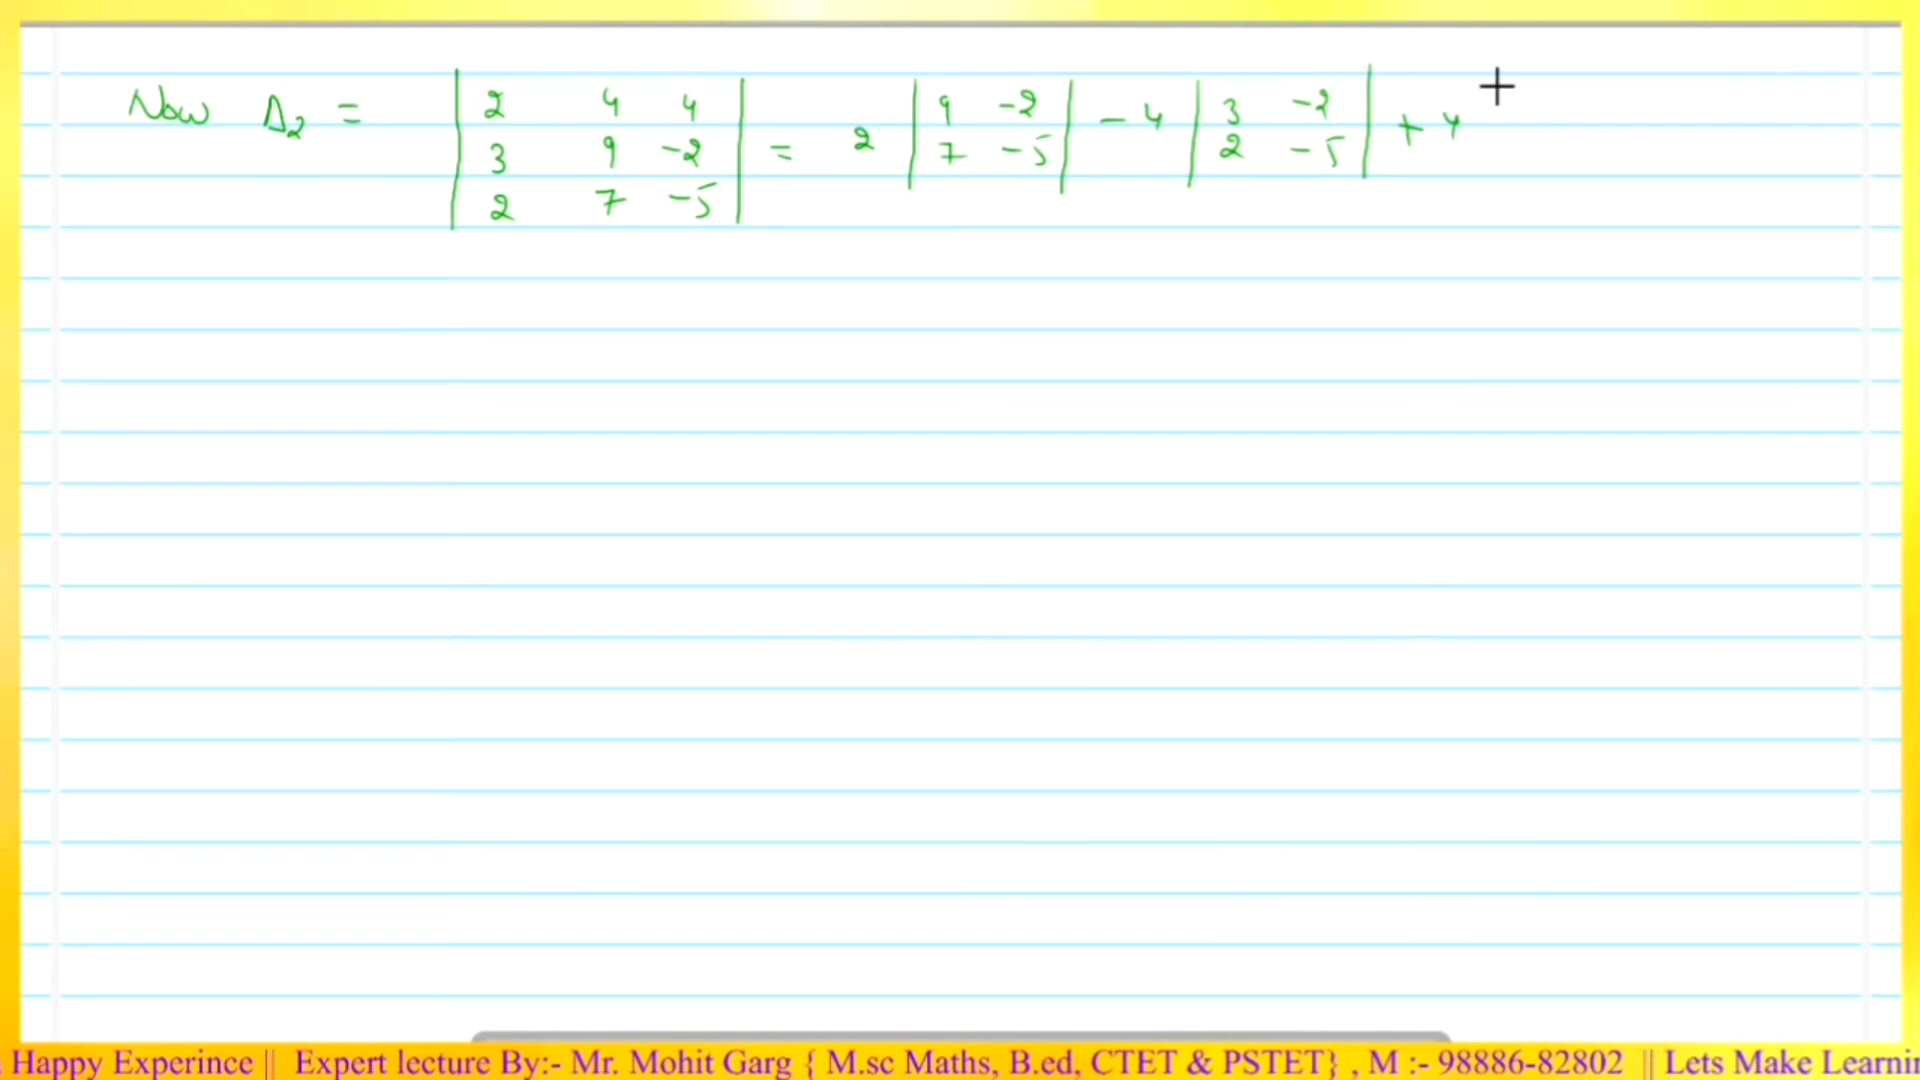 Now Δ₂ = | 2 4 4 | = 2 | 9 -2 | - 4 | 3 -2 | + 4
| 3 9 -2 | | 7 -5 | | 2 -5 |
| 2 7 -5 |
Happy Experince || Expert lecture By:- Mr. Mohit Garg { M.sc Maths, B.ed, CTET & PSTET} , M :- 98886-82802 || Lets Make Learnin